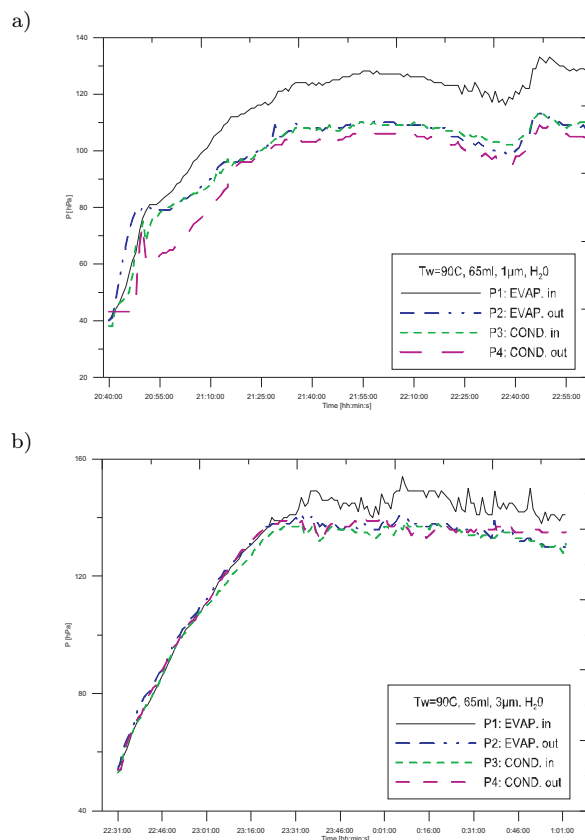 a)
140
120
100
80
60
40
20
P [hPa]
Tw=90C, 65ml, 1µm, H₂0
P1: EVAP. in
P2: EVAP. out
P3: COND. in
P4: COND. out
20:40:00 20:55:00 21:10:00 21:25:00 21:40:00 21:55:00 22:10:00 22:25:00 22:40:00 22:55:00
Time [hh:min:s]
b)
160
120
80
40
P [hPa]
Tw=90C, 65ml, 3µm. H₂0
P1: EVAP. in
P2: EVAP. out
P3: COND. in
P4: COND. out
22:31:00 22:46:00 23:01:00 23:16:00 23:31:00 23:46:00 0:01:00 0:16:00 0:31:00 0:46:00 1:01:00
Time [hh:min:s]